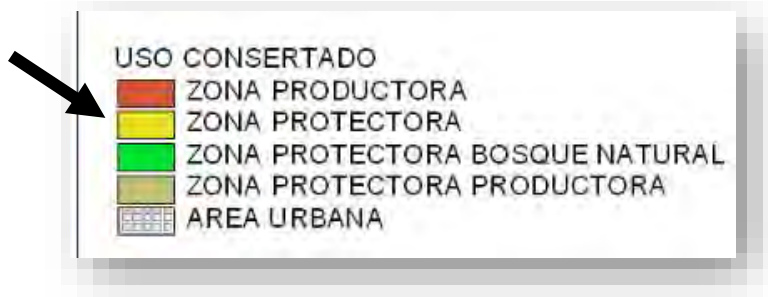 USO CONSERTADO
ZONA PRODUCTORA
ZONA PROTECTORA
ZONA PROTECTORA BOSQUE NATURAL
ZONA PROTECTORA PRODUCTORA
AREA URBANA